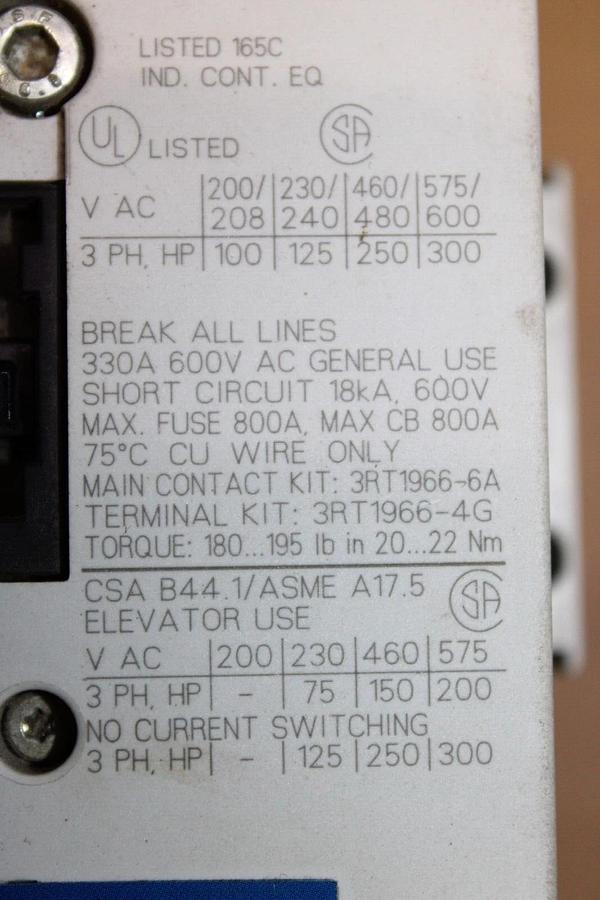 LISTED 165C
IND. CONT. EQ
UL LISTED SA
V AC 200/208 230/240 460/480 575/600
3 PH, HP 100 125 250 300
BREAK ALL LINES
330A 600V AC GENERAL USE
SHORT CIRCUIT 18kA, 600V
MAX. FUSE 800A, MAX CB 800A
75°C CU WIRE ONLY
MAIN CONTACT KIT: 3RT1966-6A
TERMINAL KIT: 3RT1966-4G
TORQUE: 180...195 lb in 20...22 Nm
CSA B44.1/ASME A17.5 SA
ELEVATOR USE
V AC 200 230 460 575
3 PH, HP - 75 150 200
NO CURRENT SWITCHING
3 PH, HP - 125 250 300